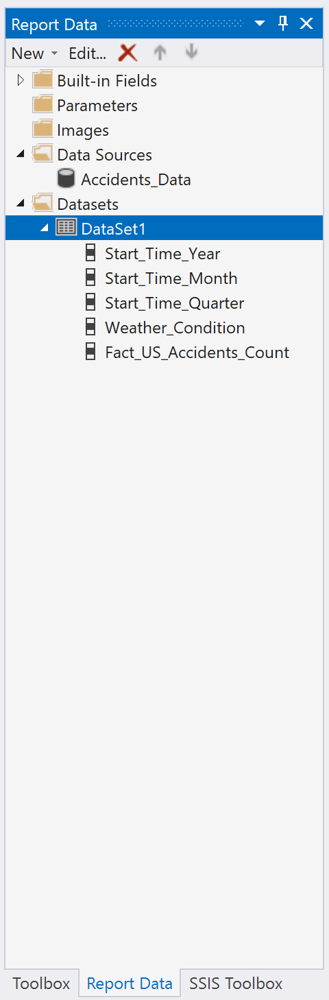 Report Data
New Edit...
Built-in Fields
Parameters
Images
Data Sources
Accidents_Data
Datasets
DataSet1
Start_Time_Year
Start_Time_Month
Start_Time_Quarter
Weather_Condition
Fact_US_Accidents_Count
Toolbox Report Data SSIS Toolbox